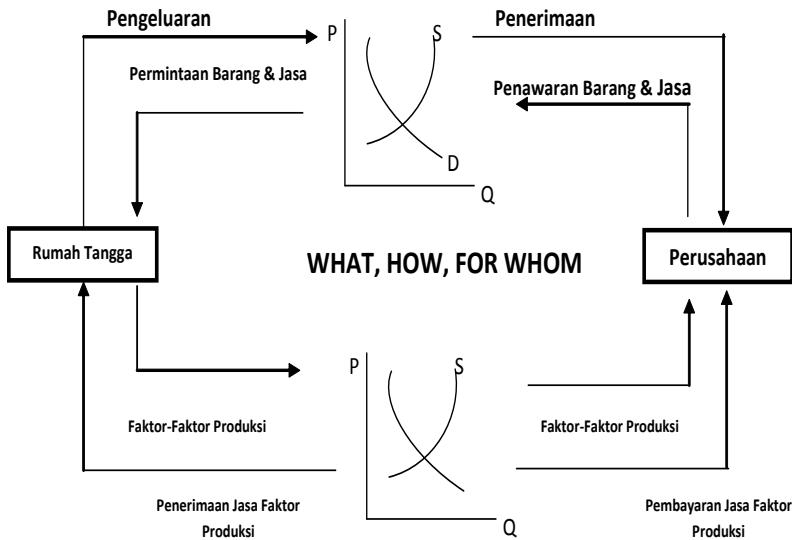 Pengeluaran
P
S
Penerimaan
Permintaan Barang & Jasa
Penawaran Barang & Jasa
D
Q
Rumah Tangga
WHAT, HOW, FOR WHOM
Perusahaan
P
S
Faktor-Faktor Produksi
Faktor-Faktor Produksi
Penerimaan Jasa Faktor
Produksi
Q
Pembayaran Jasa Faktor
Produksi